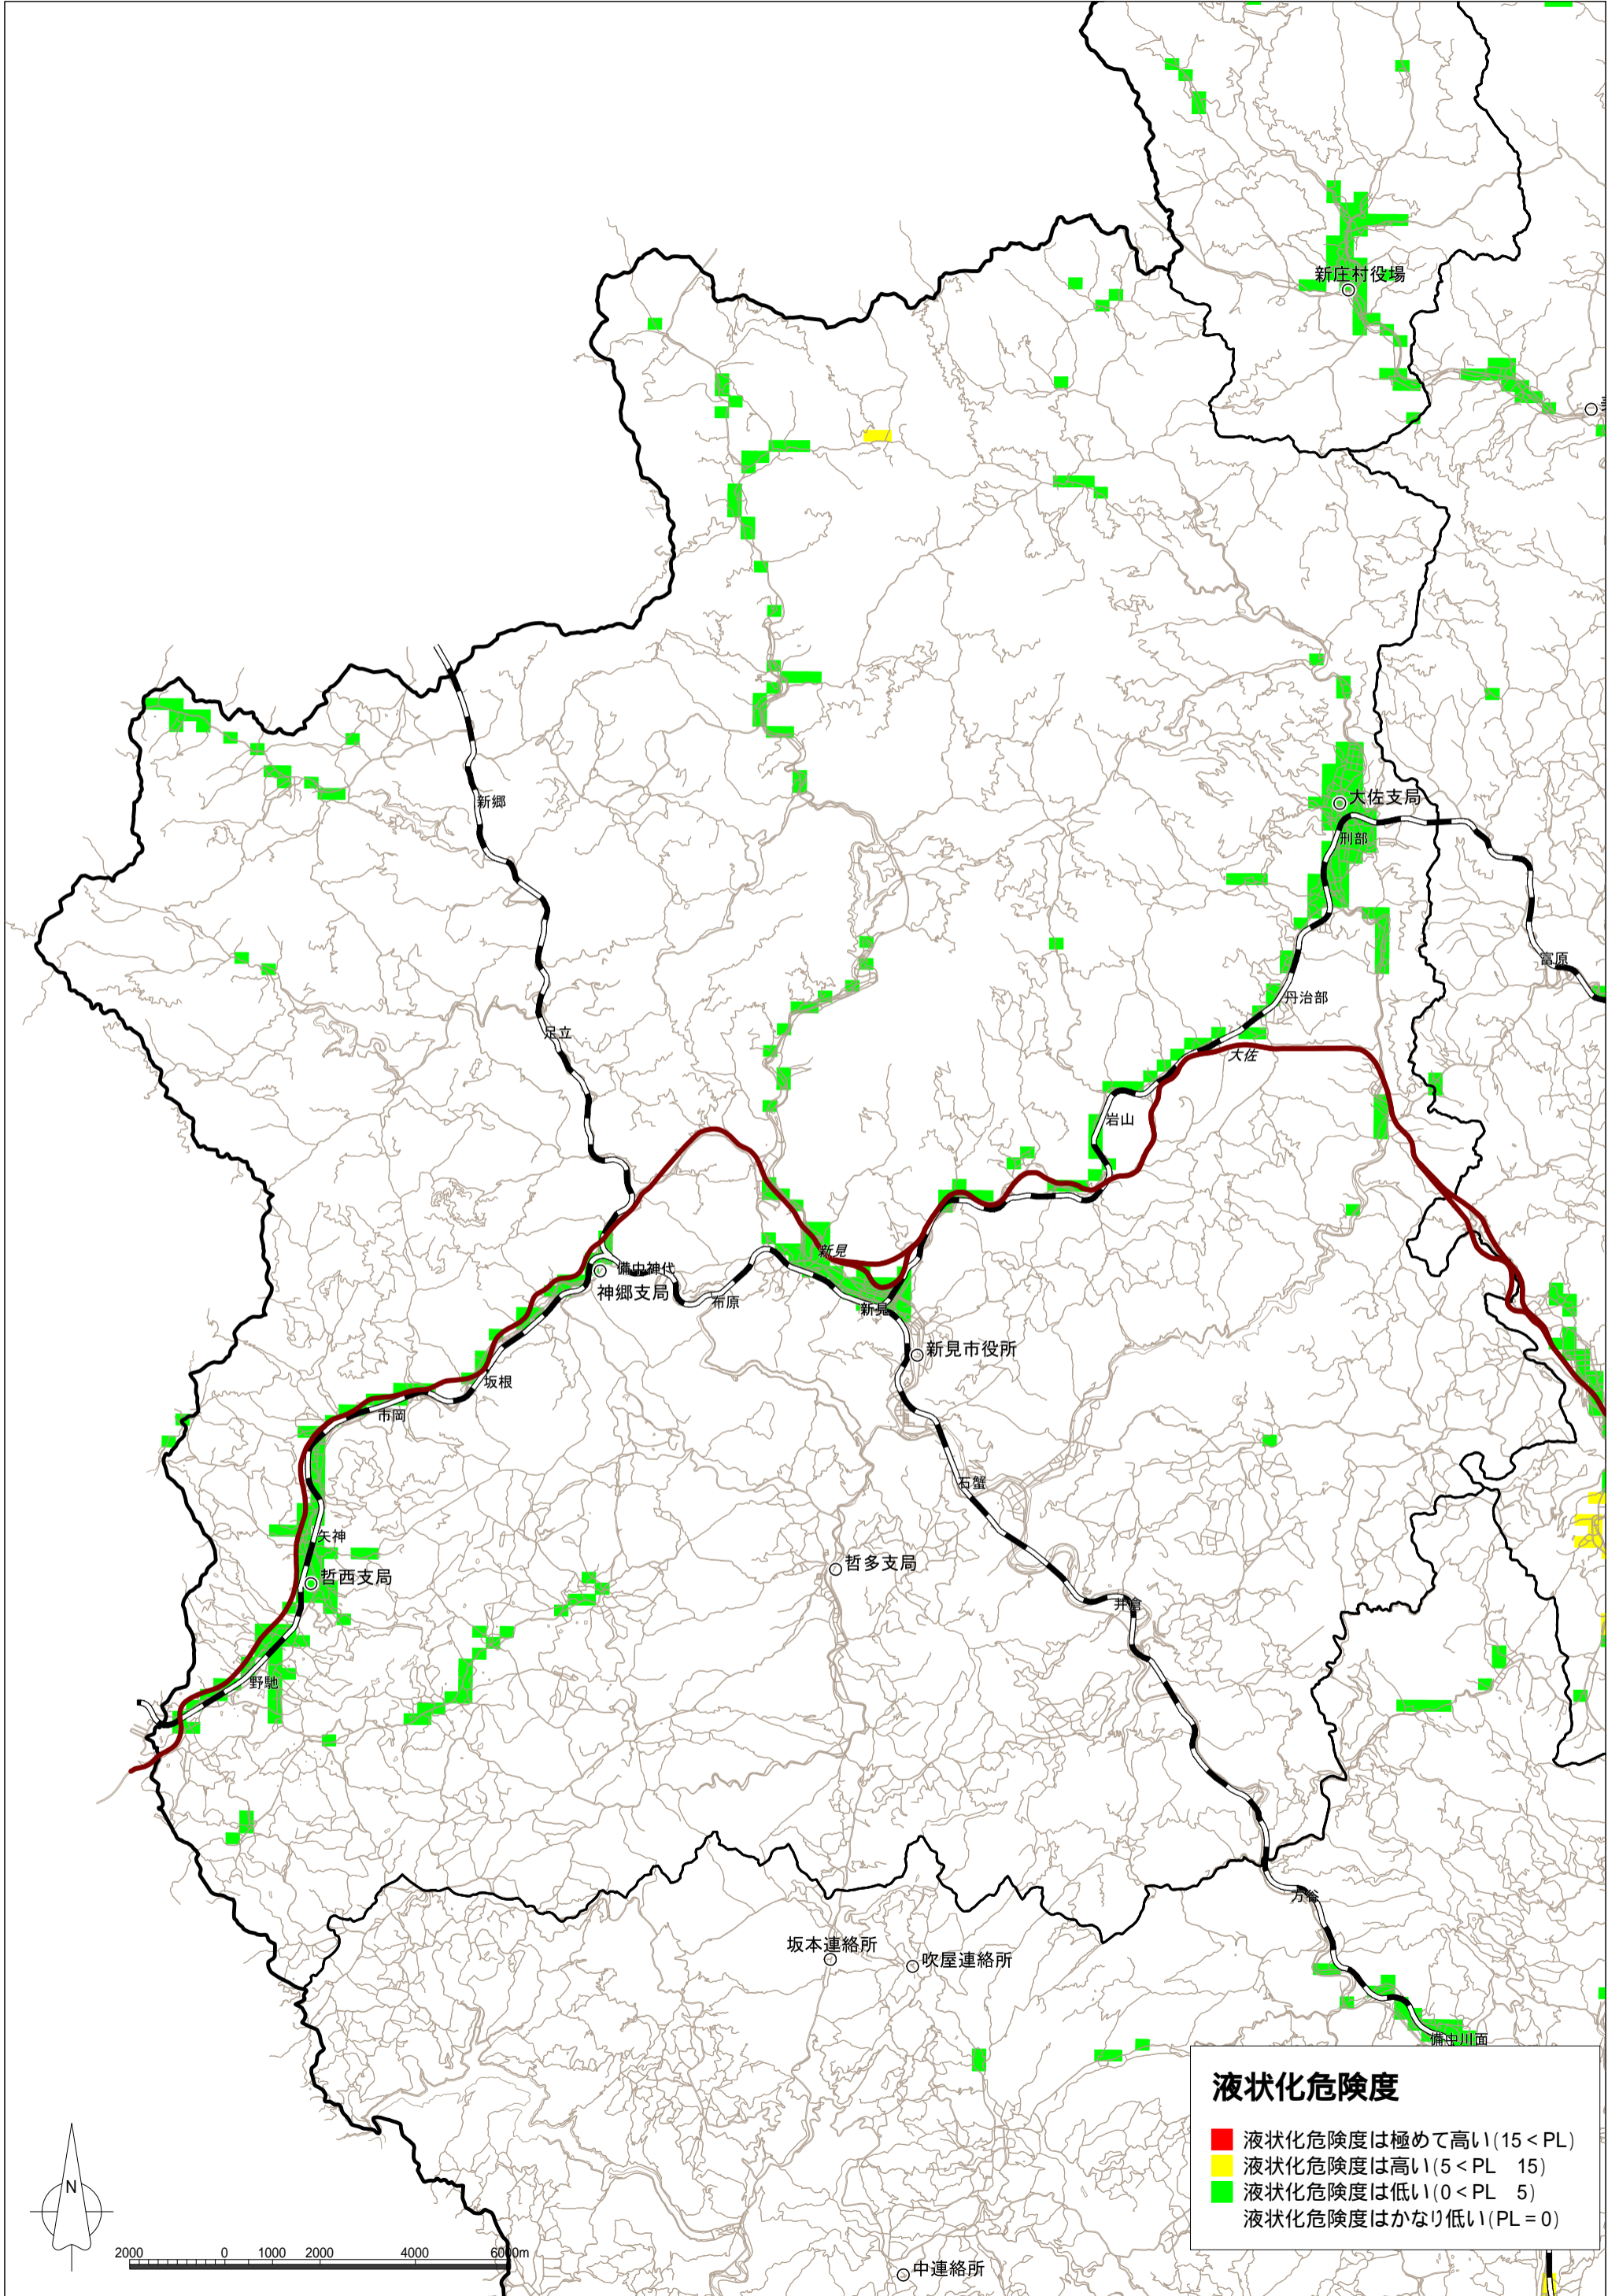 新庄村役場
新郷
大佐支局
刑部
富原
丹治部
足立
大佐
岩山
新見
備中神代
神郷支局
布原
新見
新見市役所
坂根
市岡
石蟹
矢神
哲多支局
哲西支局
井倉
野馳
方谷
坂本連絡所
吹屋連絡所
備中川面
液状化危険度
液状化危険度は極めて高い(15<PL)
液状化危険度は高い(5<PL 15)
液状化危険度は低い(0<PL 5)
液状化危険度はかなり低い(PL=0)
N
2000 0 1000 2000 4000 6000m
中連絡所